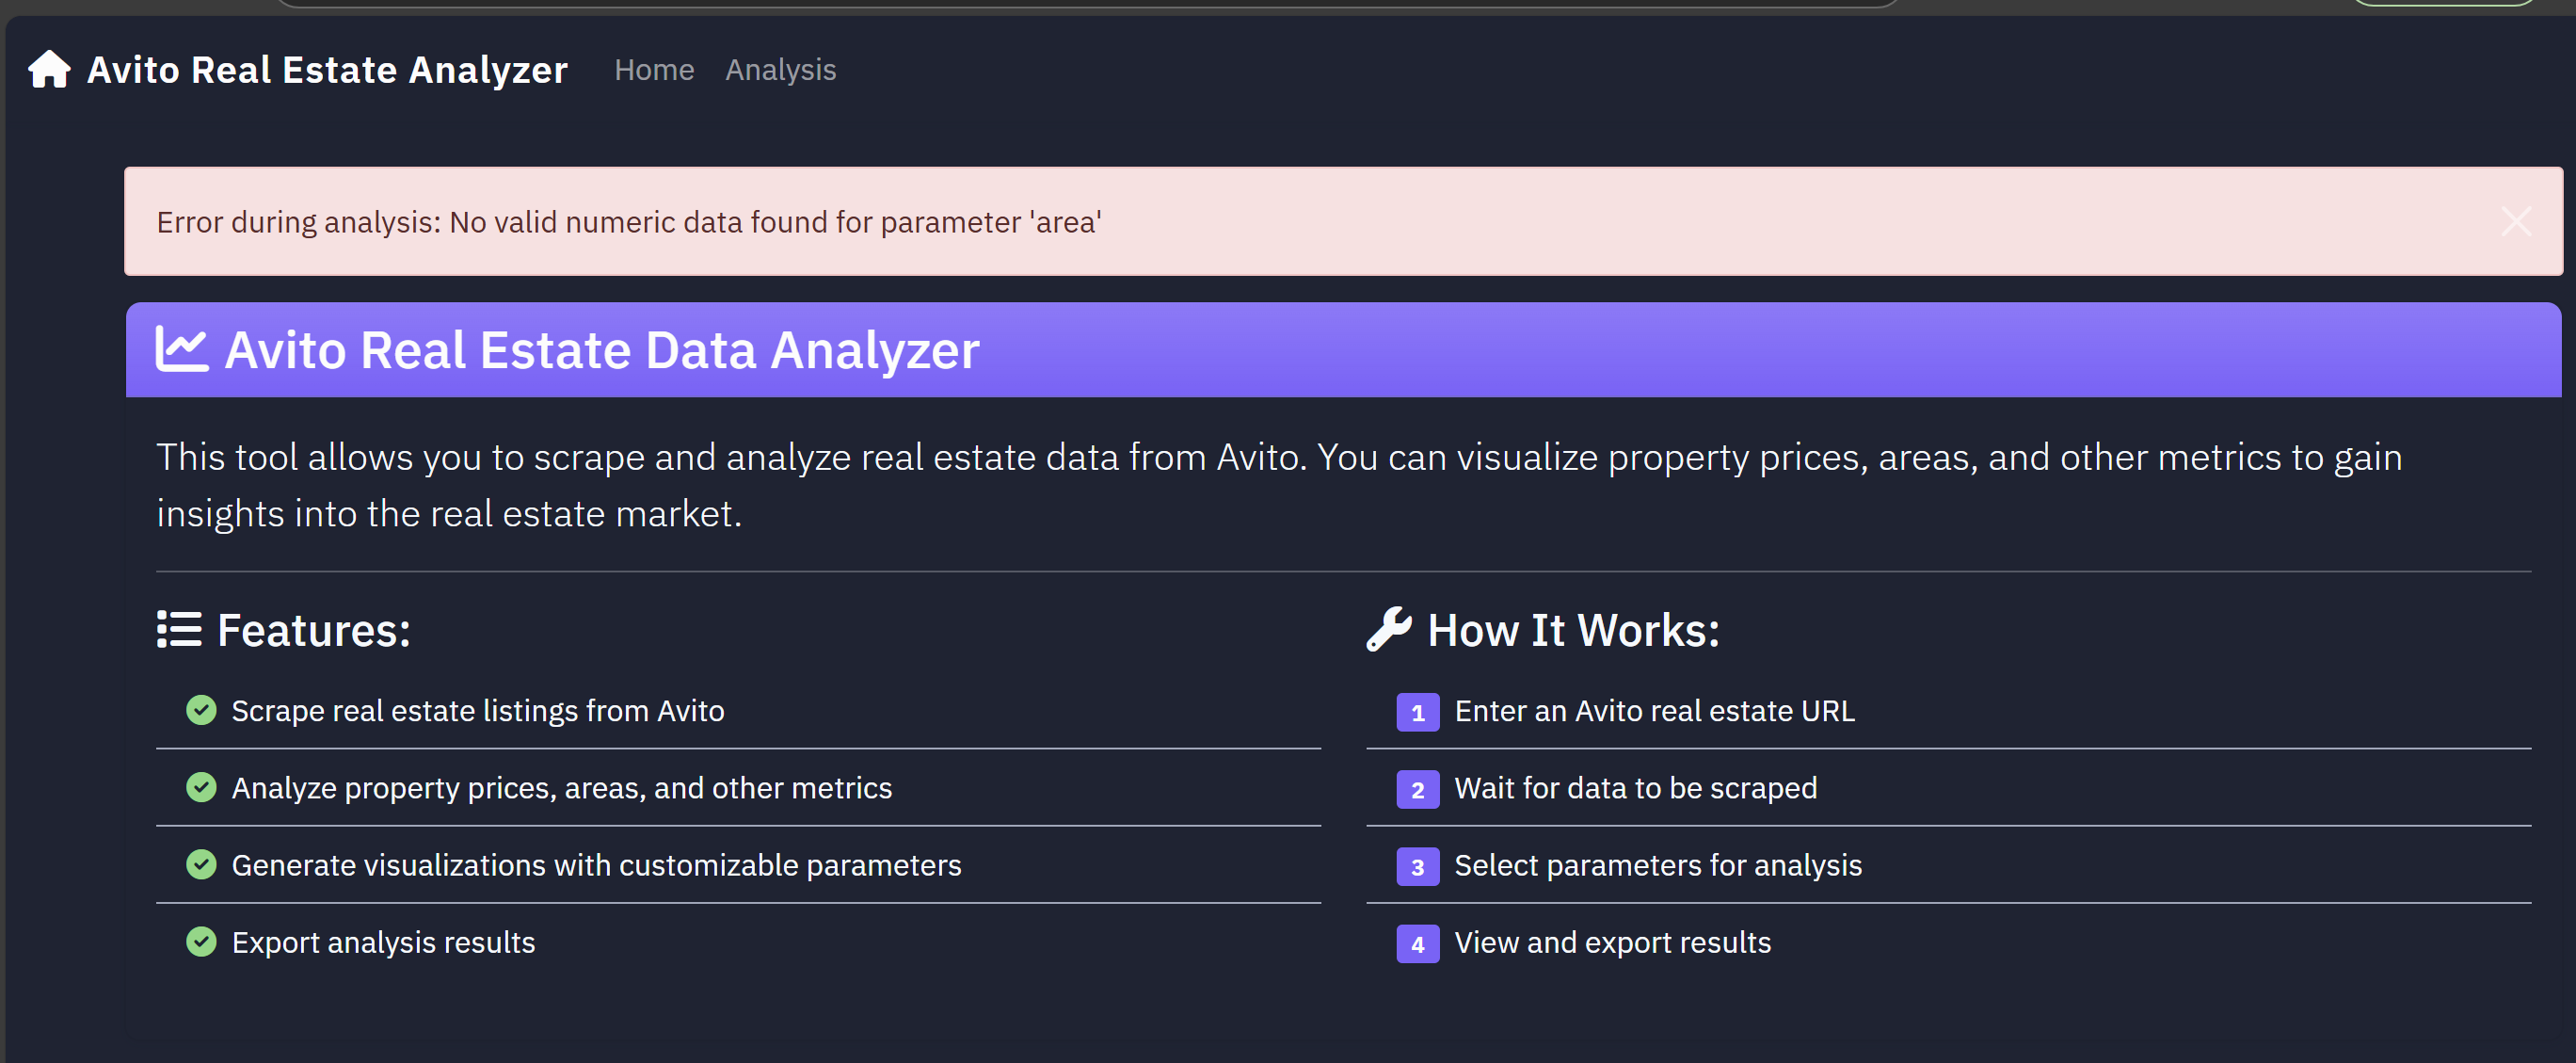 Avito Real Estate Analyzer Home Analysis
Error during analysis: No valid numeric data found for parameter 'area'
Avito Real Estate Data Analyzer
This tool allows you to scrape and analyze real estate data from Avito. You can visualize property prices, areas, and other metrics to gain
insights into the real estate market.
Features:
Scrape real estate listings from Avito
Analyze property prices, areas, and other metrics
Generate visualizations with customizable parameters
Export analysis results
How It Works:
1 Enter an Avito real estate URL
2 Wait for data to be scraped
3 Select parameters for analysis
4 View and export results